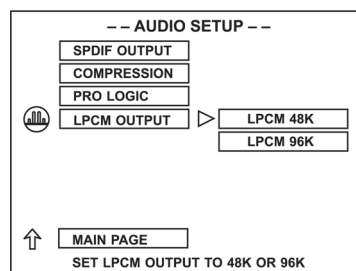 – – AUDIO SETUP – –
SPDIF OUTPUT
COMPRESSION
PRO LOGIC
LPCM OUTPUT
LPCM 48K
LPCM 96K
MAIN PAGE
SET LPCM OUTPUT TO 48K OR 96K